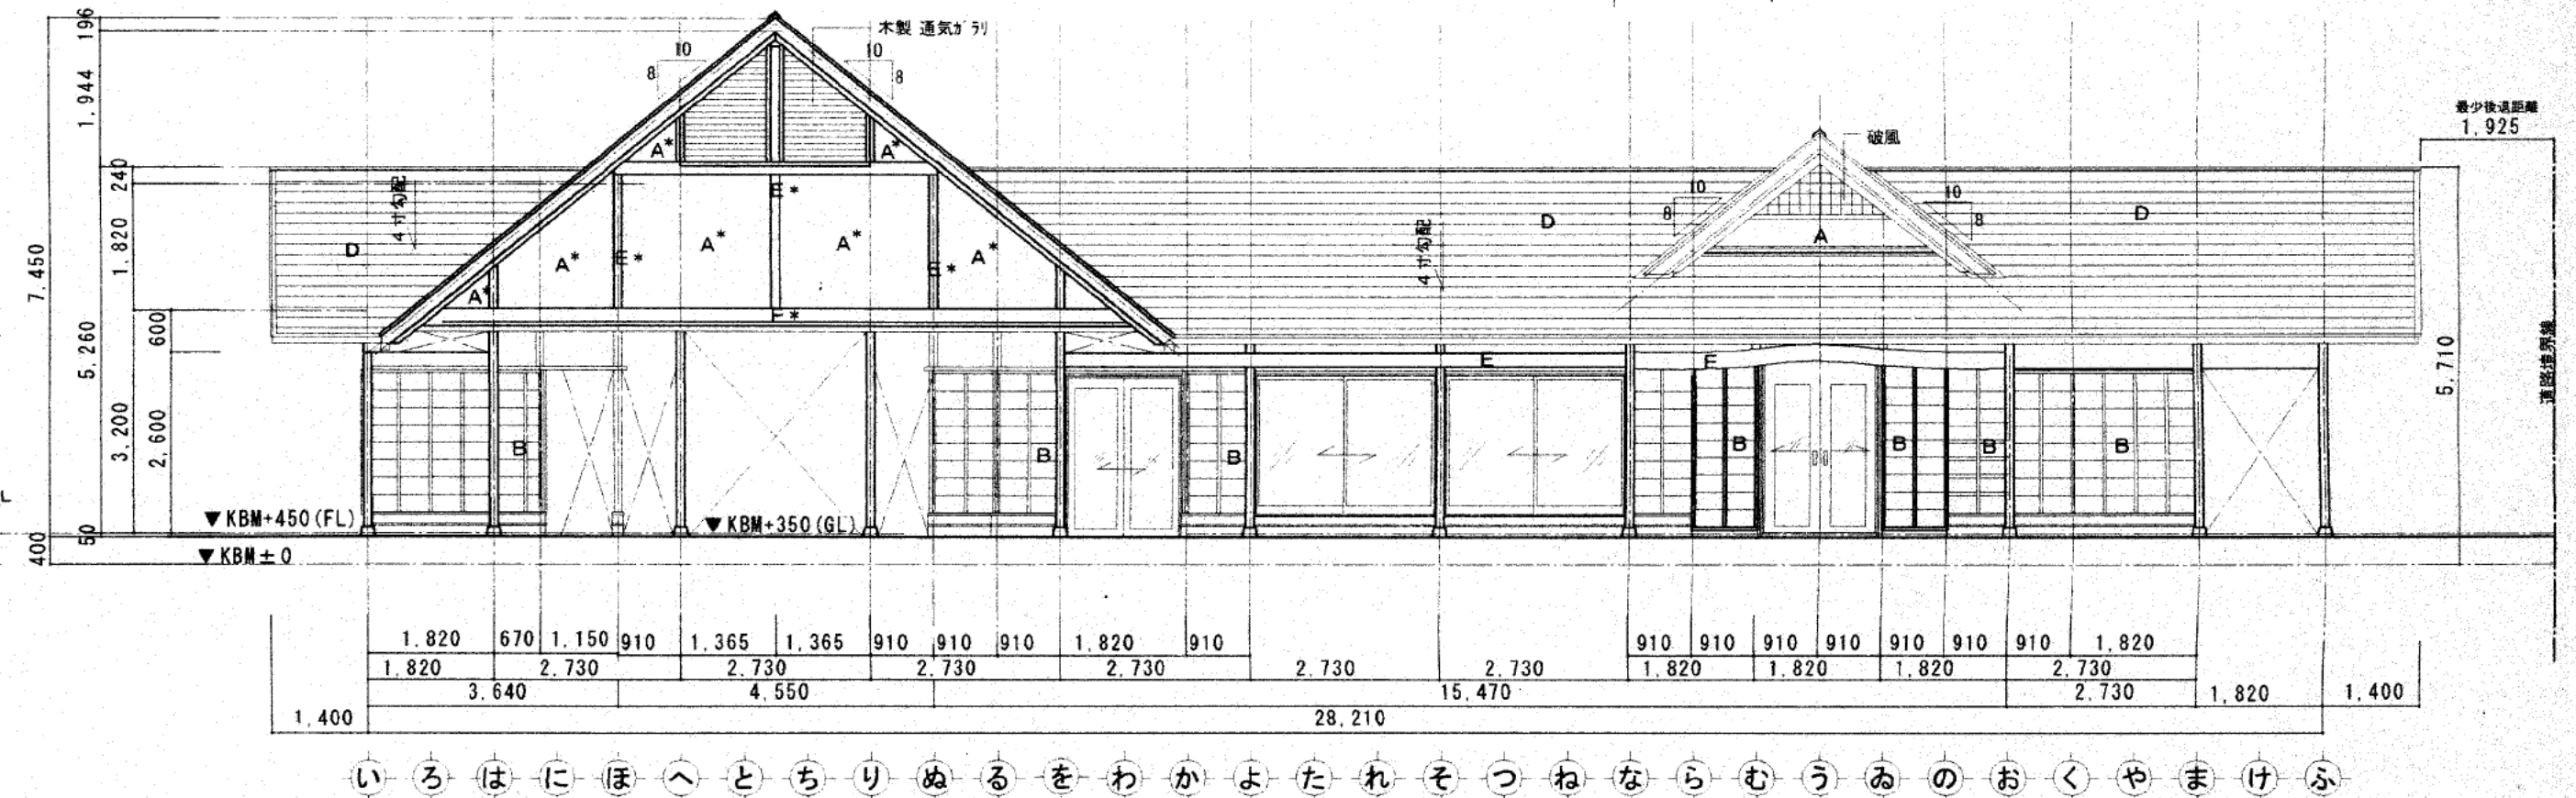 196
1,944
240
1,820
7,450
5,260
600
3,200
2,600
50
400
木製 通気ガラリ
10
8
10
8
A*
A*
E*
A*
E*
A*
A*
E*
A*
A*
D
4寸勾配
▼KBM+450(FL)
▼KBM±0
▼KBM+350(GL)
B
B
B
4寸勾配
D
E
破風
10
8
10
8
A
D
B
B
B
B
最少後退距離
1,925
5,710
道路境界線
1,820 670 1,150 910 1,365 1,365 910 910 910 1,820 910 910 910 910 910 910 910 910 1,820
1,820 2,730 2,730 2,730 2,730 2,730 2,730 1,820 1,820 1,820 2,730
3,640 4,550 15,470 2,730 1,820 1,400
1,400 28,210
い ろ は に ほ へ と ち り ぬ る を わ か よ た れ そ つ ね な ら む う ゐ の お く や ま け ふ